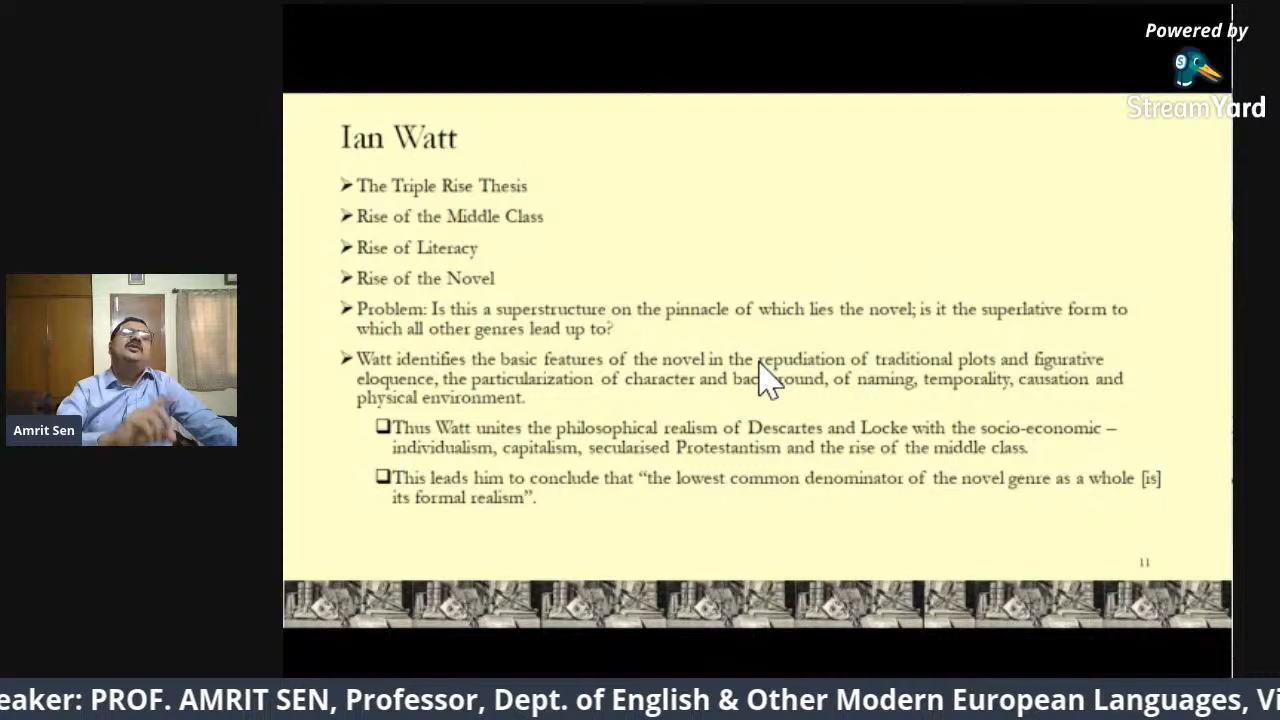 Powered by
StreamYard
Ian Watt
The Triple Rise Thesis
Rise of the Middle Class
Rise of Literacy
Rise of the Novel
Problem: Is this a superstructure on the pinnacle of which lies the novel; is it the superlative form to
which all other genres lead up to?
Watt identifies the basic features of the novel in the repudiation of traditional plots and figurative
eloquence, the particularization of character and background, of naming, temporality, causation and
physical environment.
Thus Watt unites the philosophical realism of Descartes and Locke with the socio-economic –
individualism, capitalism, secularised Protestantism and the rise of the middle class.
This leads him to conclude that “the lowest common denominator of the novel genre as a whole [is]
its formal realism”.
11
Amrit Sen
eaker: PROF. AMRIT SEN, Professor, Dept. of English & Other Modern European Languages, Vi